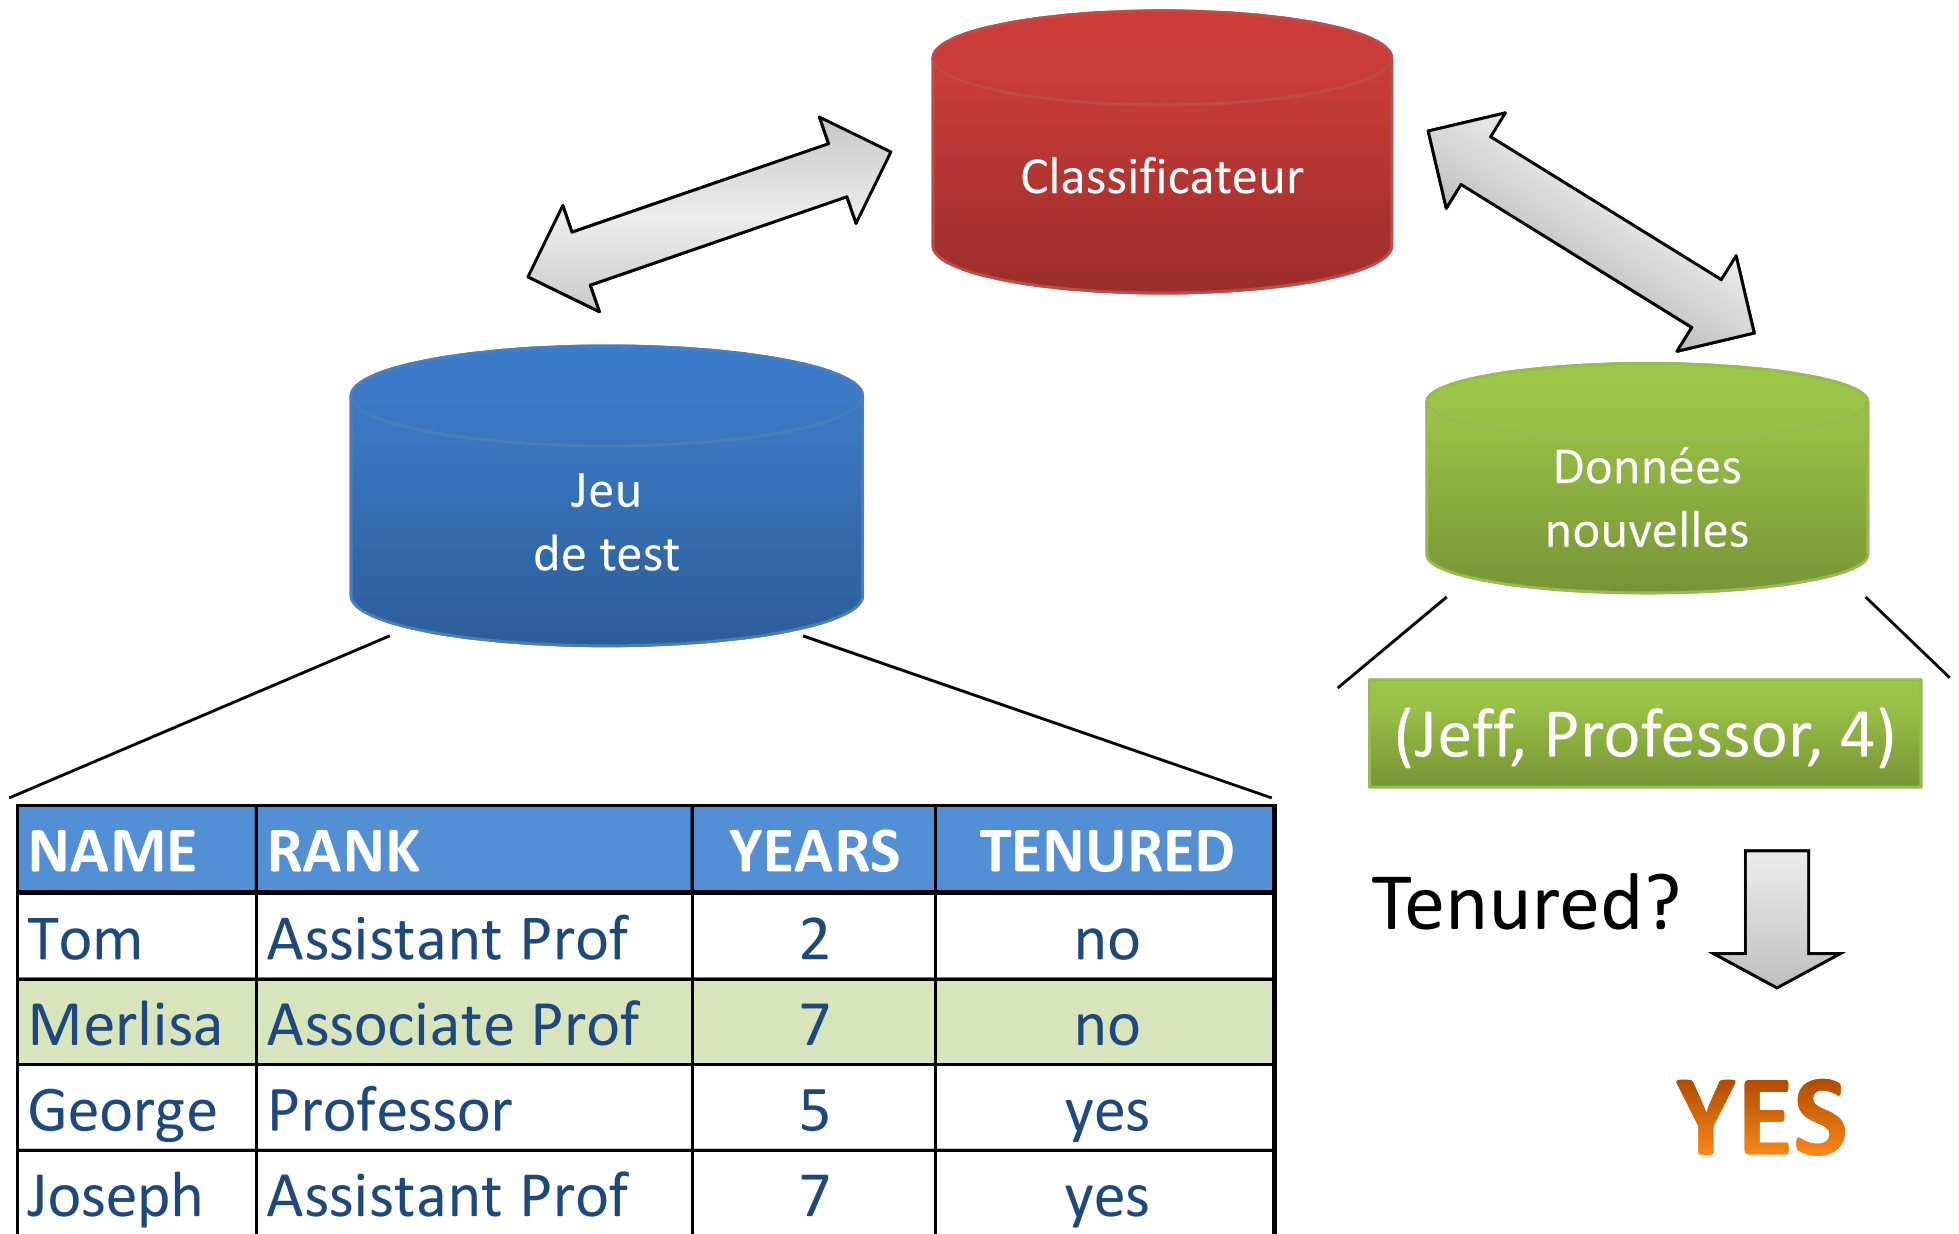 Classificateur
Jeu
de test
Données
nouvelles
(Jeff, Professor, 4)
NAME RANK YEARS TENURED
Tom Assistant Prof 2 no
Merlisa Associate Prof 7 no
George Professor 5 yes
Joseph Assistant Prof 7 yes
Tenured?
YES